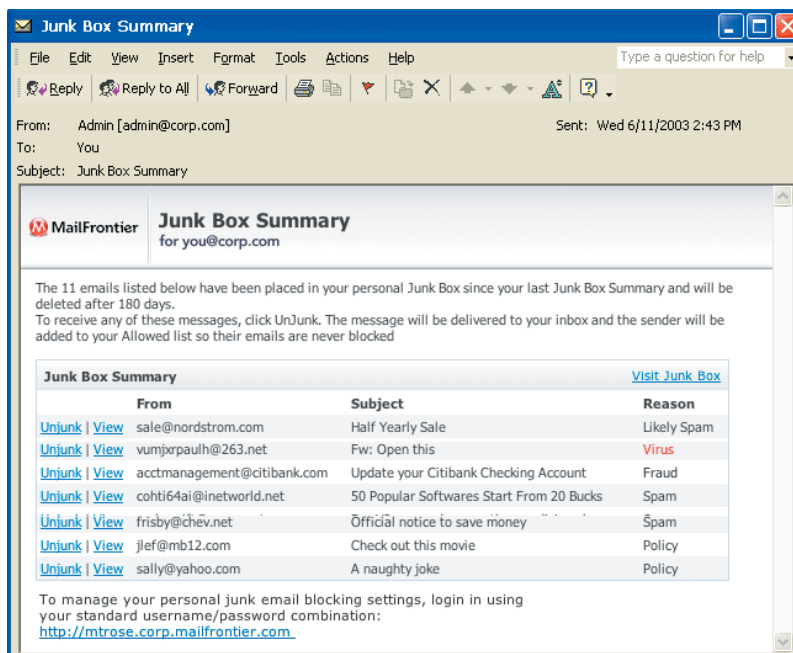 Junk Box Summary
File Edit View Insert Format Tools Actions Help Type a question for help
Reply Reply to All Forward
From: Admin [admin@corp.com] Sent: Wed 6/11/2003 2:43 PM
To: You
Subject: Junk Box Summary
MailFrontier
Junk Box Summary
for you@corp.com
The 11 emails listed below have been placed in your personal Junk Box since your last Junk Box Summary and will be
deleted after 180 days.
To receive any of these messages, click UnJunk. The message will be delivered to your inbox and the sender will be
added to your Allowed list so their emails are never blocked
Junk Box Summary Visit Junk Box
From Subject Reason
Unjunk | View sale@nordstrom.com Half Yearly Sale Likely Spam
Unjunk | View vumjxrpaulh@263.net Fw: Open this Virus
Unjunk | View acctmanagement@citibank.com Update your Citibank Checking Account Fraud
Unjunk | View cohti64ai@inetworld.net 50 Popular Softwares Start From 20 Bucks Spam
Unjunk | View frisby@chev.net Official notice to save money Spam
Unjunk | View jlef@mb12.com Check out this movie Policy
Unjunk | View sally@yahoo.com A naughty joke Policy
To manage your personal junk email blocking settings, login in using
your standard username/password combination:
http://mtrose.corp.mailfrontier.com